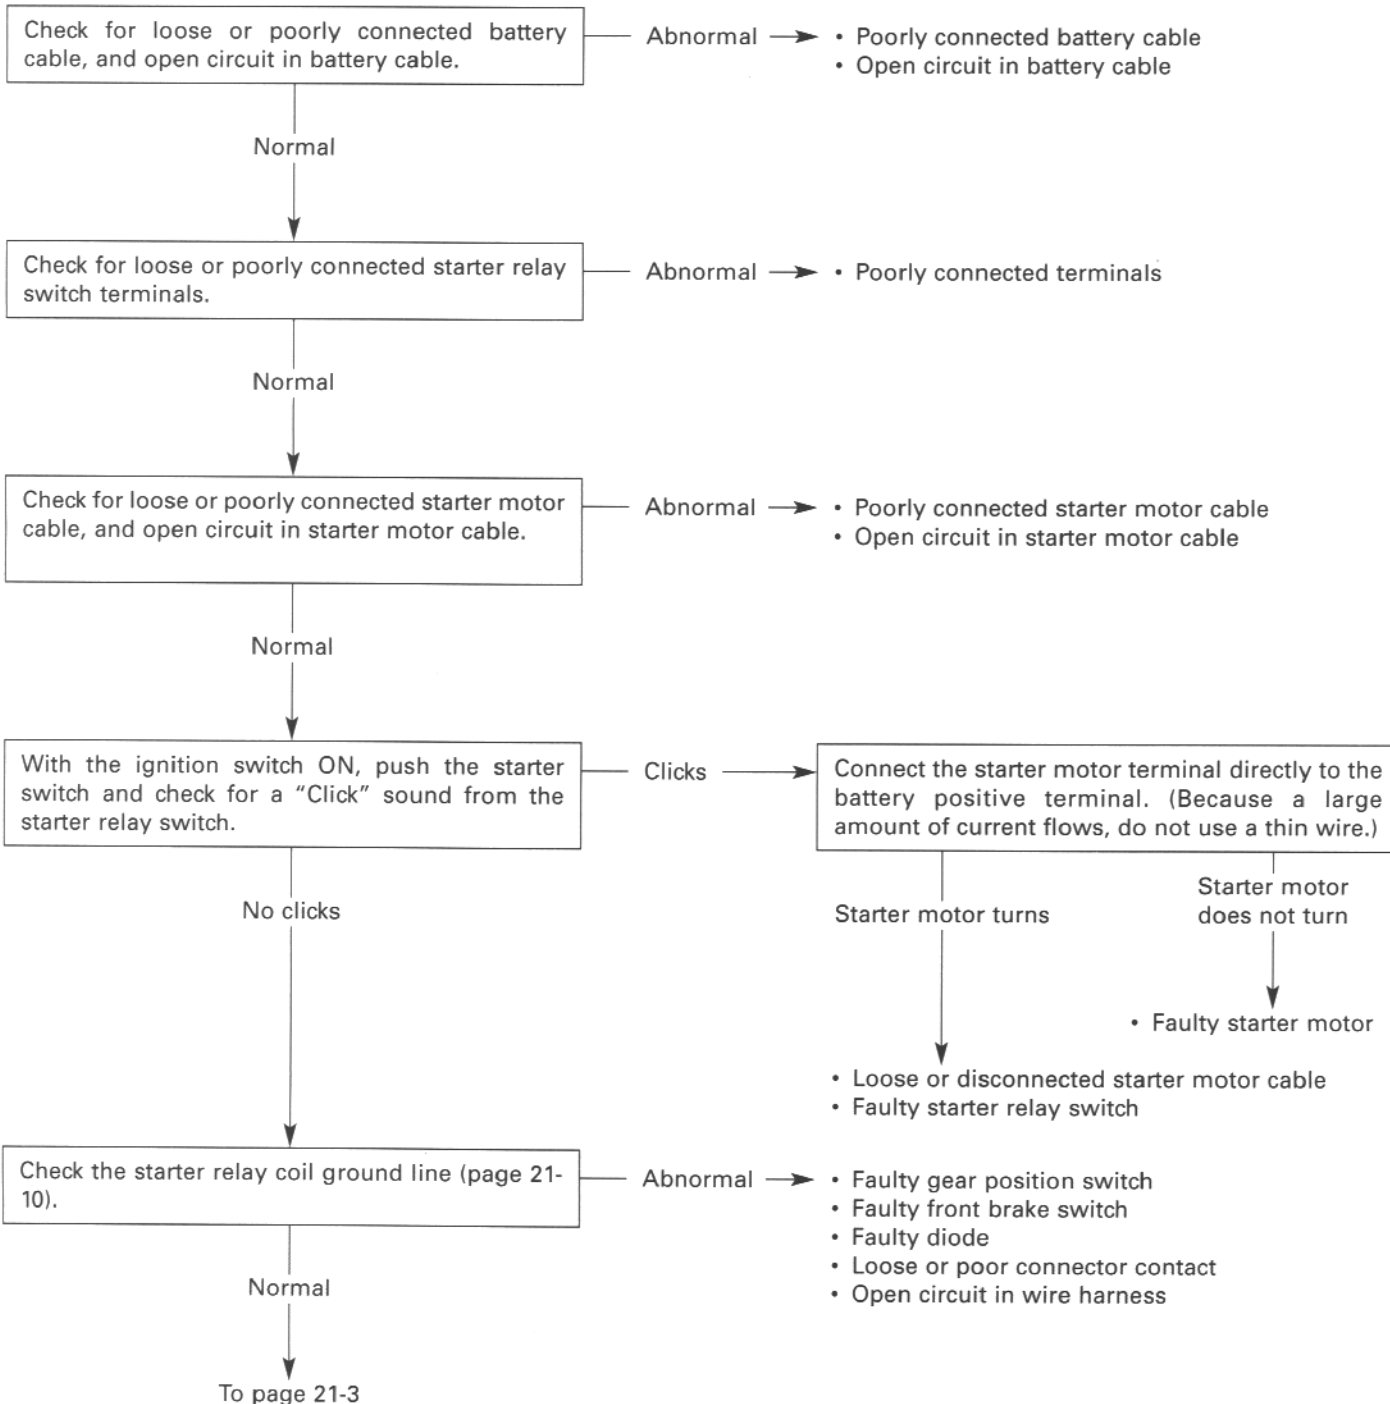 Check for loose or poorly connected battery
cable, and open circuit in battery cable.
Abnormal
• Poorly connected battery cable
• Open circuit in battery cable
Normal
Check for loose or poorly connected starter relay
switch terminals.
Abnormal
• Poorly connected terminals
Normal
Check for loose or poorly connected starter motor
cable, and open circuit in starter motor cable.
Abnormal
• Poorly connected starter motor cable
• Open circuit in starter motor cable
Normal
With the ignition switch ON, push the starter
switch and check for a “Click” sound from the
starter relay switch.
Clicks
Connect the starter motor terminal directly to the
battery positive terminal. (Because a large
amount of current flows, do not use a thin wire.)
No clicks
Starter motor turns
Starter motor
does not turn
• Faulty starter motor
• Loose or disconnected starter motor cable
• Faulty starter relay switch
Check the starter relay coil ground line (page 21-
10).
Abnormal
• Faulty gear position switch
• Faulty front brake switch
• Faulty diode
• Loose or poor connector contact
• Open circuit in wire harness
Normal
To page 21-3